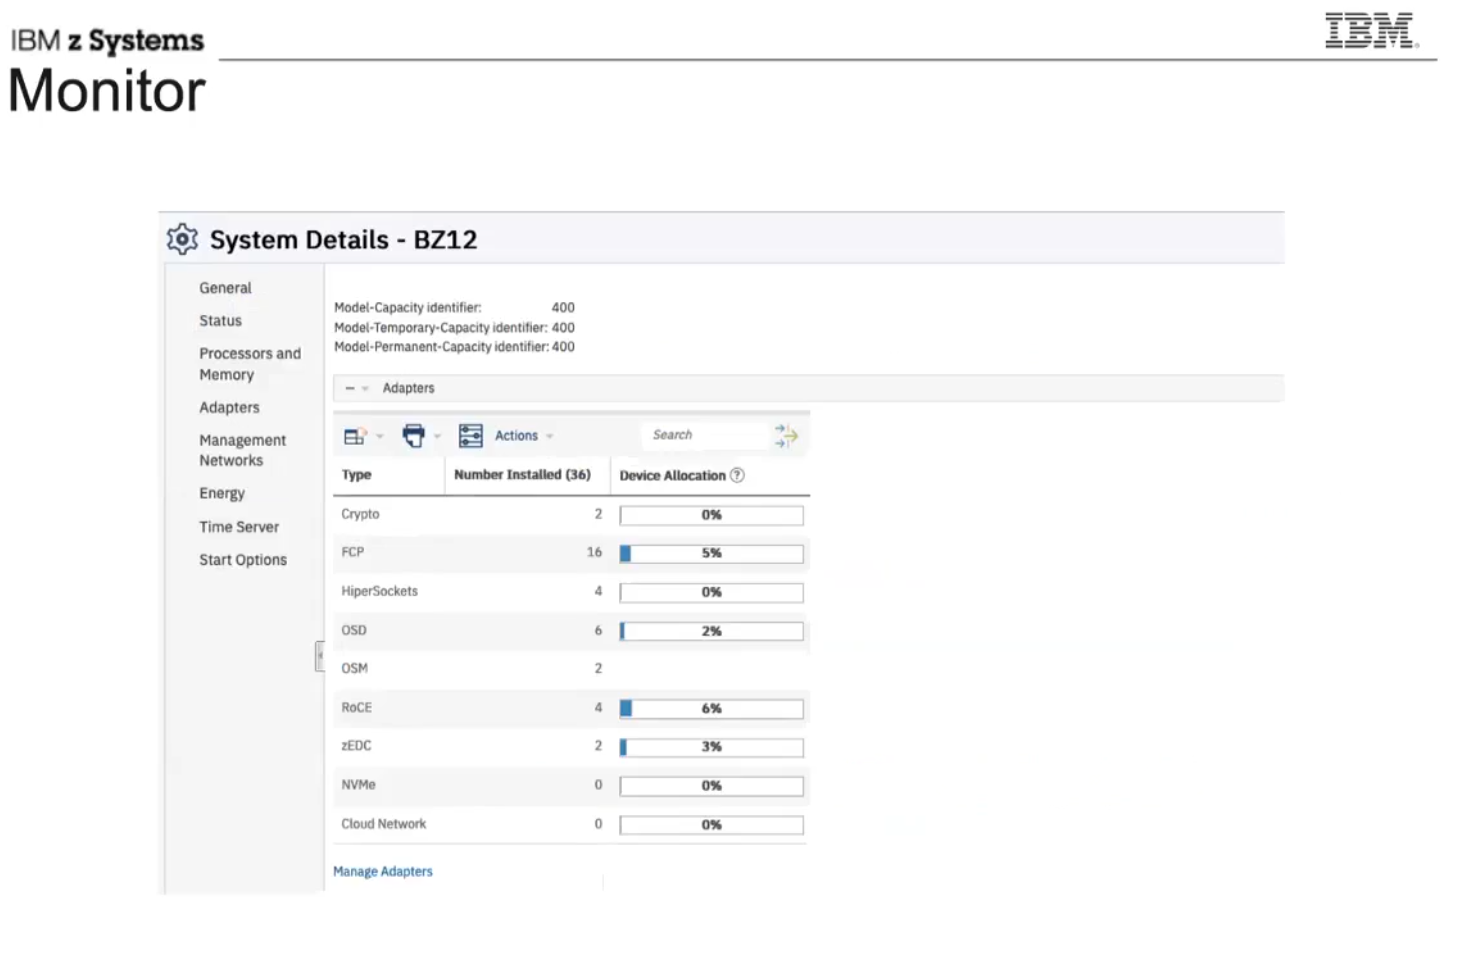 IBM z Systems
IBM
Monitor
System Details - BZ12
General
Status
Processors and
Memory
Adapters
Management
Networks
Energy
Time Server
Start Options
Model-Capacity identifier: 400
Model-Temporary-Capacity identifier: 400
Model-Permanent-Capacity identifier: 400
Adapters
Actions
Search
Type Number Installed (36) Device Allocation ?
Crypto 2 0%
FCP 16 5%
HiperSockets 4 0%
OSD 6 2%
OSM 2
RoCE 4 6%
zEDC 2 3%
NVMe 0 0%
Cloud Network 0 0%
Manage Adapters